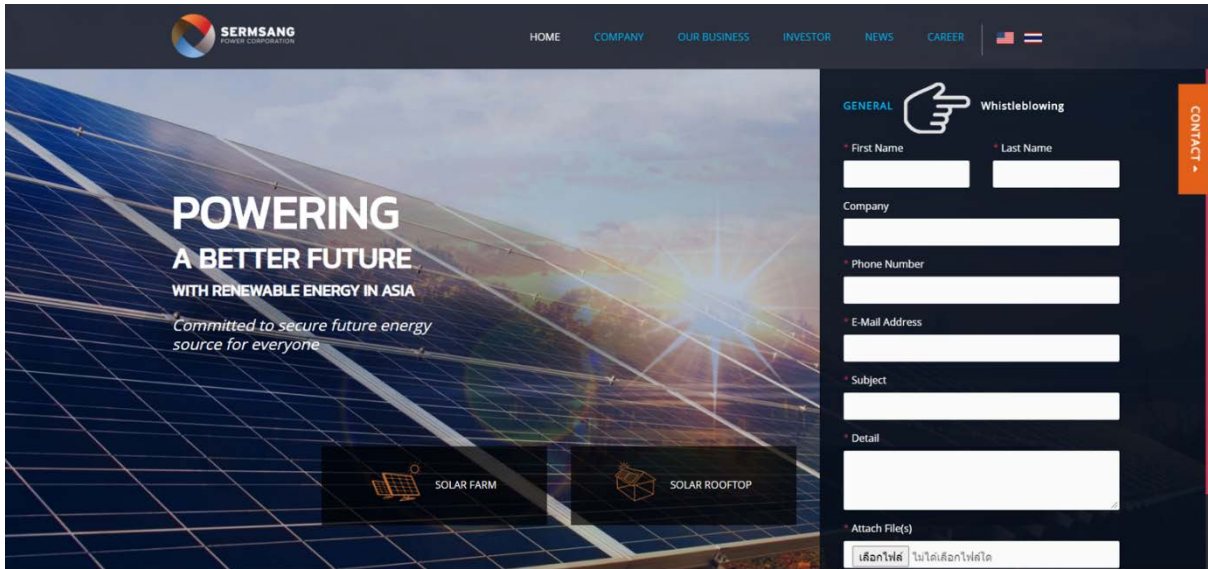 SERMSANG
POWER CORPORATION
HOME COMPANY OUR BUSINESS INVESTOR NEWS CAREER
POWERING
A BETTER FUTURE
WITH RENEWABLE ENERGY IN ASIA
Committed to secure future energy
source for everyone
SOLAR FARM
SOLAR ROOFTOP
GENERAL Whistleblowing
* First Name * Last Name
Company
* Phone Number
* E-Mail Address
* Subject
* Detail
* Attach File(s)
เลือกไฟล์ ไม่ได้เลือกไฟล์ใด
CONTACT